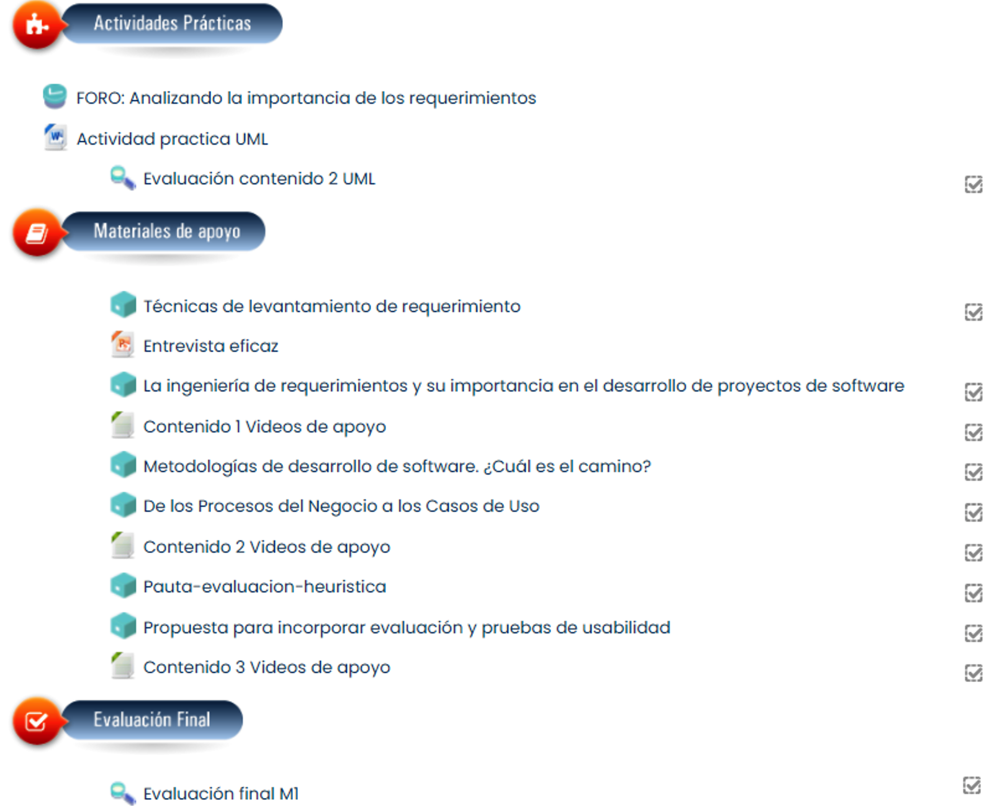 Actividades Prácticas
FORO: Analizando la importancia de los requerimientos
Actividad practica UML
Evaluación contenido 2 UML
Materiales de apoyo
Técnicas de levantamiento de requerimiento
Entrevista eficaz
La ingeniería de requerimientos y su importancia en el desarrollo de proyectos de software
Contenido 1 Videos de apoyo
Metodologías de desarrollo de software. ¿Cuál es el camino?
De los Procesos del Negocio a los Casos de Uso
Contenido 2 Videos de apoyo
Pauta-evaluacion-heuristica
Propuesta para incorporar evaluación y pruebas de usabilidad
Contenido 3 Videos de apoyo
Evaluación Final
Evaluación final M1